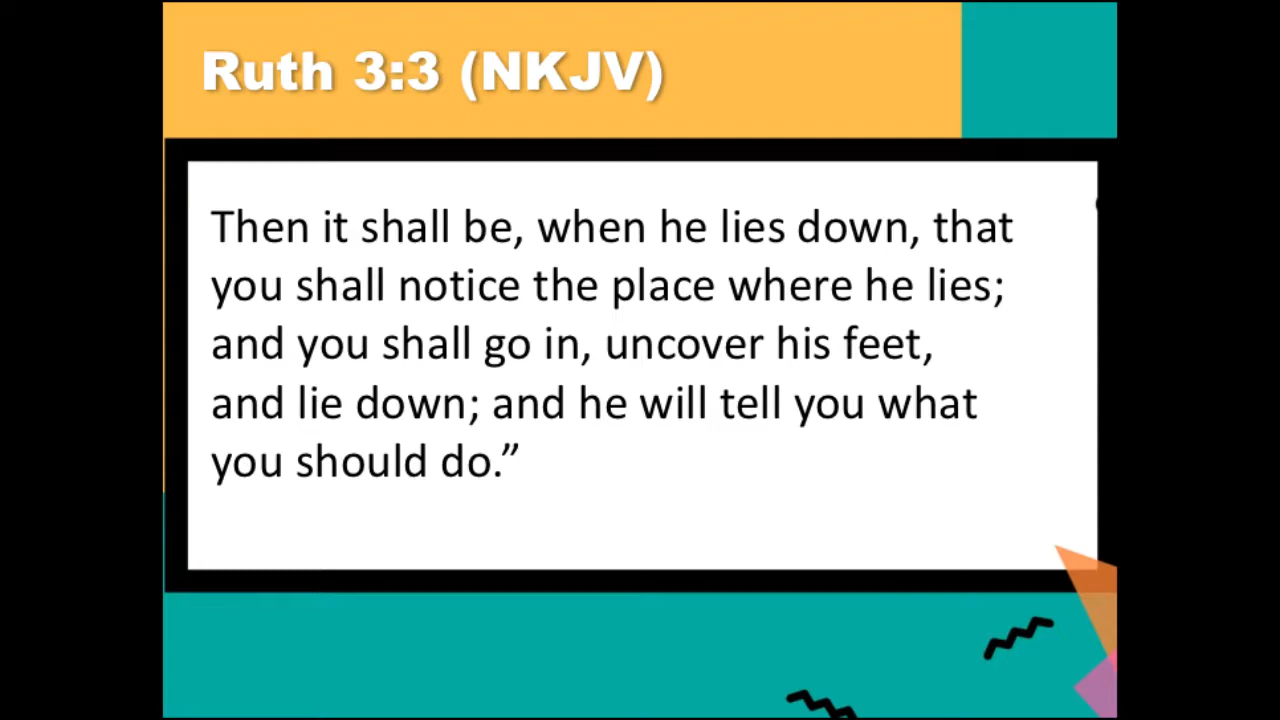 Ruth 3:3 (NKJV)
Then it shall be, when he lies down, that
you shall notice the place where he lies;
and you shall go in, uncover his feet,
and lie down; and he will tell you what
you should do.”